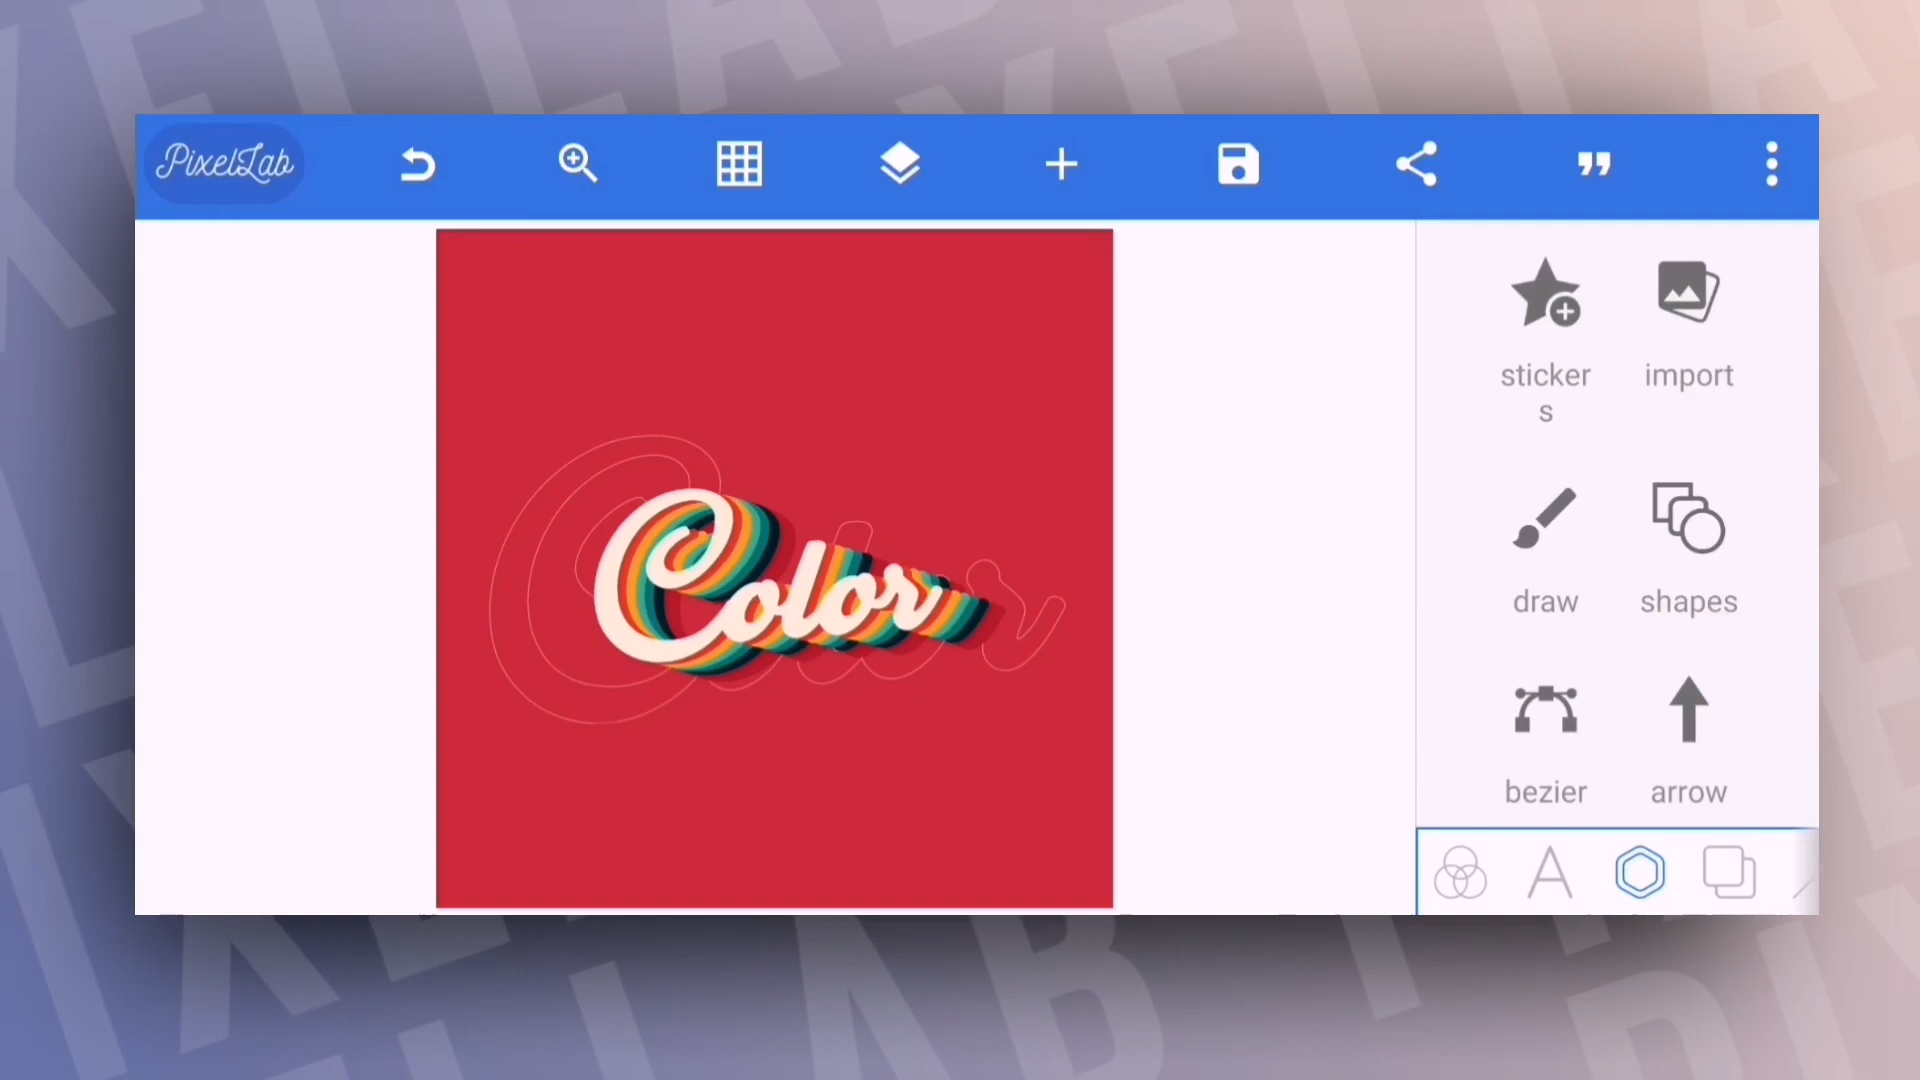 PixelLab
stickers
import
Color
draw
shapes
bezier
arrow